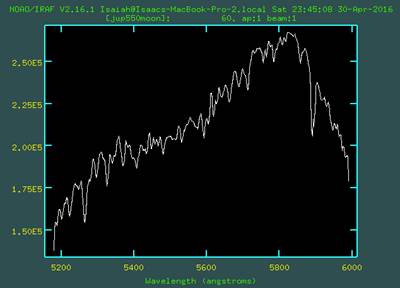 NOAO/IRAF V2.16.1 Isaiah@Isaacs-MacBook-Pro-2.local Sat 23:45:08 30-Apr-2016
[jup550moon]: 60. ap:1 beam:1
2.50E5
2.25E5
2.00E5
1.75E5
1.50E5
5200 5400 5600 5800 6000
Wavelength (angstroms)